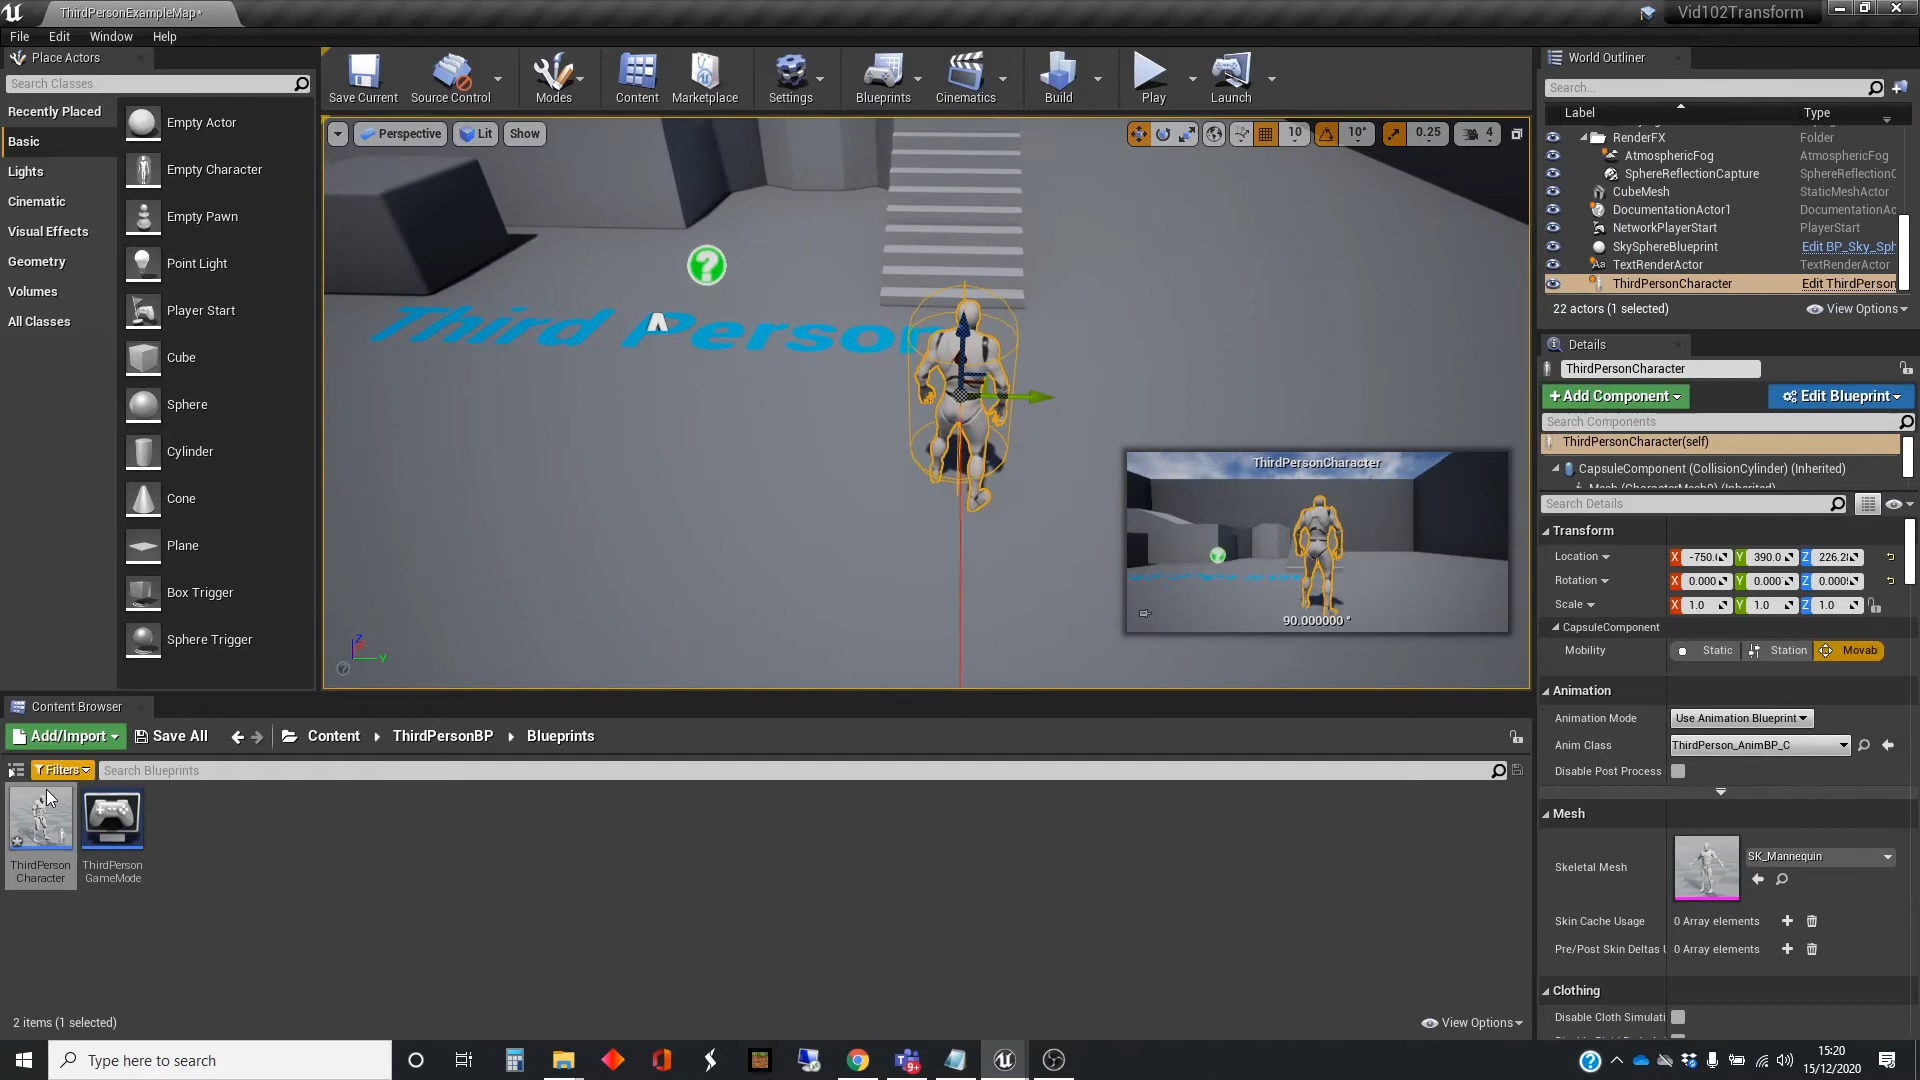 ThirdPersonExampleMap*
Vid102Transform
File Edit Window Help
Place Actors
Search Classes
Recently Placed
Basic
Lights
Cinematic
Visual Effects
Geometry
Volumes
All Classes
Empty Actor
Empty Character
Empty Pawn
Point Light
Player Start
Cube
Sphere
Cylinder
Cone
Plane
Box Trigger
Sphere Trigger
Save Current Source Control Modes Content Marketplace Settings Blueprints Cinematics Build Play Launch
Perspective Lit Show
10 10° 0.25 4
Third Person
ThirdPersonCharacter
90.000000 °
Z
Y
World Outliner
Search...
Label Type
RenderFX Folder
AtmosphericFog AtmosphericFog
SphereReflectionCapture SphereReflectionC
CubeMesh StaticMeshActor
DocumentationActor1 DocumentationAc
NetworkPlayerStart PlayerStart
SkySphereBlueprint Edit BP_Sky_Sph
TextRenderActor TextRenderActor
ThirdPersonCharacter Edit ThirdPerson
22 actors (1 selected) View Options
Details
ThirdPersonCharacter
+Add Component Edit Blueprint
Search Components
ThirdPersonCharacter(self)
CapsuleComponent (CollisionCylinder) (Inherited)
Mesh (CharacterMesh0) (Inherited)
Search Details
Transform
Location X -750.( Y 390.0 Z 226.2
Rotation X 0.000 Y 0.000 Z 0.000
Scale X 1.0 Y 1.0 Z 1.0
CapsuleComponent
Mobility Static Station Movab
Animation
Animation Mode Use Animation Blueprint
Anim Class ThirdPerson_AnimBP_C
Disable Post Process
Mesh
Skeletal Mesh SK_Mannequin
Skin Cache Usage 0 Array elements
Pre/Post Skin Deltas U 0 Array elements
Clothing
Disable Cloth Simulati
Content Browser
Add/Import Save All Content ThirdPersonBP Blueprints
Filters Search Blueprints
ThirdPerson
Character
ThirdPerson
GameMode
2 items (1 selected) View Options
Type here to search
9+
15:20
15/12/2020